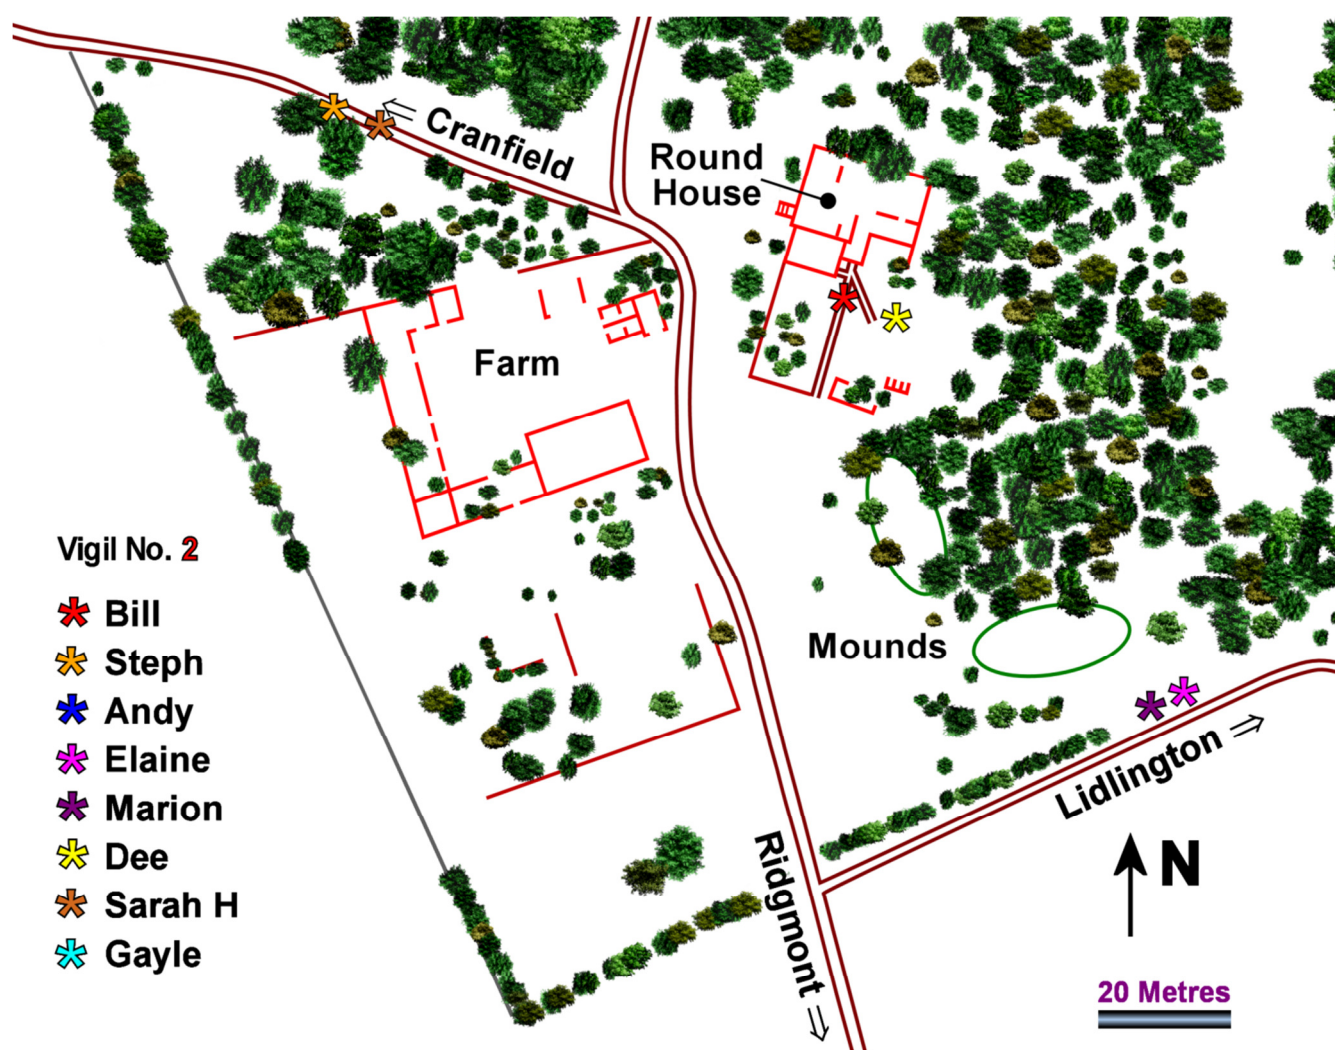 Cranfield
Round
House
Farm
Vigil No. 2
Bill
Steph
Andy
Elaine
Marion
Dee
Sarah H
Gayle
Mounds
Lidlington
Ridgmont
N
20 Metres